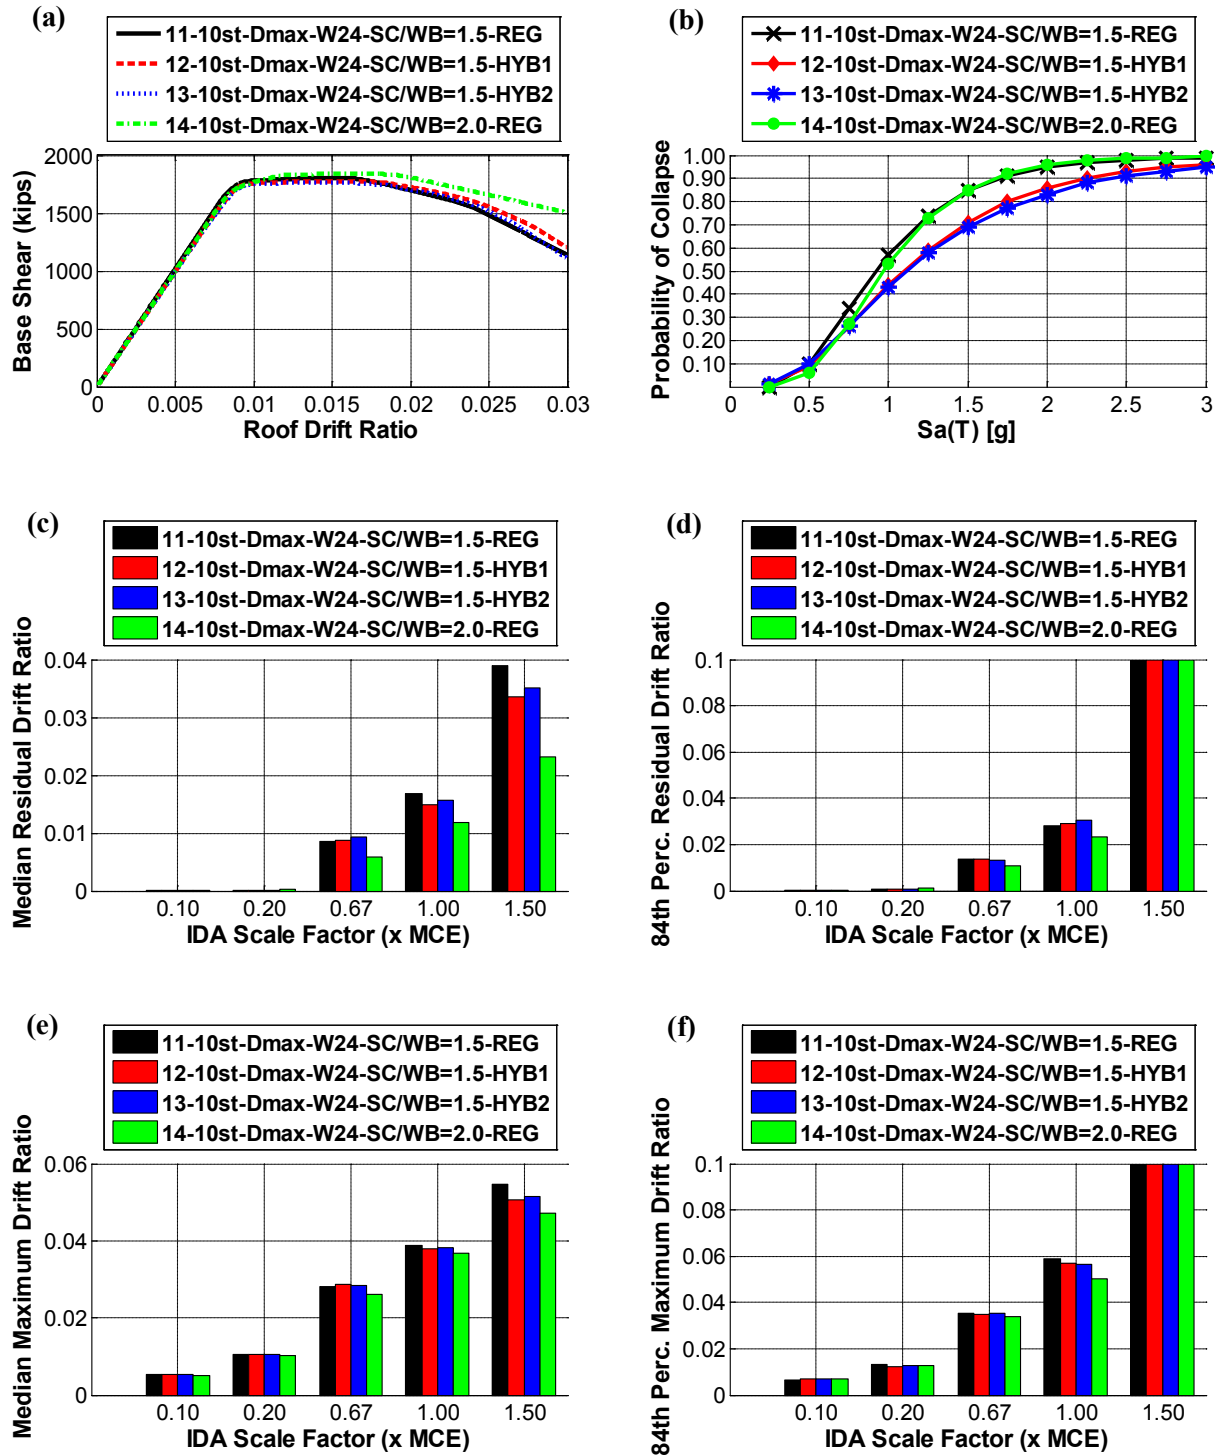 (a)
11-10st-Dmax-W24-SC/WB=1.5-REG
12-10st-Dmax-W24-SC/WB=1.5-HYB1
13-10st-Dmax-W24-SC/WB=1.5-HYB2
14-10st-Dmax-W24-SC/WB=2.0-REG
Base Shear (kips)
2000
1500
1000
500
0
0 0.005 0.01 0.015 0.02 0.025 0.03
Roof Drift Ratio
(b)
11-10st-Dmax-W24-SC/WB=1.5-REG
12-10st-Dmax-W24-SC/WB=1.5-HYB1
13-10st-Dmax-W24-SC/WB=1.5-HYB2
14-10st-Dmax-W24-SC/WB=2.0-REG
Probability of Collapse
1.00
0.90
0.80
0.70
0.60
0.50
0.40
0.30
0.20
0.10
0 0.5 1 1.5 2 2.5 3
Sa(T) [g]
(c)
11-10st-Dmax-W24-SC/WB=1.5-REG
12-10st-Dmax-W24-SC/WB=1.5-HYB1
13-10st-Dmax-W24-SC/WB=1.5-HYB2
14-10st-Dmax-W24-SC/WB=2.0-REG
Median Residual Drift Ratio
0.04
0.03
0.02
0.01
0
0.10 0.20 0.67 1.00 1.50
IDA Scale Factor (x MCE)
(d)
11-10st-Dmax-W24-SC/WB=1.5-REG
12-10st-Dmax-W24-SC/WB=1.5-HYB1
13-10st-Dmax-W24-SC/WB=1.5-HYB2
14-10st-Dmax-W24-SC/WB=2.0-REG
84th Perc. Residual Drift Ratio
0.1
0.08
0.06
0.04
0.02
0
0.10 0.20 0.67 1.00 1.50
IDA Scale Factor (x MCE)
(e)
11-10st-Dmax-W24-SC/WB=1.5-REG
12-10st-Dmax-W24-SC/WB=1.5-HYB1
13-10st-Dmax-W24-SC/WB=1.5-HYB2
14-10st-Dmax-W24-SC/WB=2.0-REG
Median Maximum Drift Ratio
0.06
0.04
0.02
0
0.10 0.20 0.67 1.00 1.50
IDA Scale Factor (x MCE)
(f)
11-10st-Dmax-W24-SC/WB=1.5-REG
12-10st-Dmax-W24-SC/WB=1.5-HYB1
13-10st-Dmax-W24-SC/WB=1.5-HYB2
14-10st-Dmax-W24-SC/WB=2.0-REG
84th Perc. Maximum Drift Ratio
0.1
0.08
0.06
0.04
0.02
0
0.10 0.20 0.67 1.00 1.50
IDA Scale Factor (x MCE)